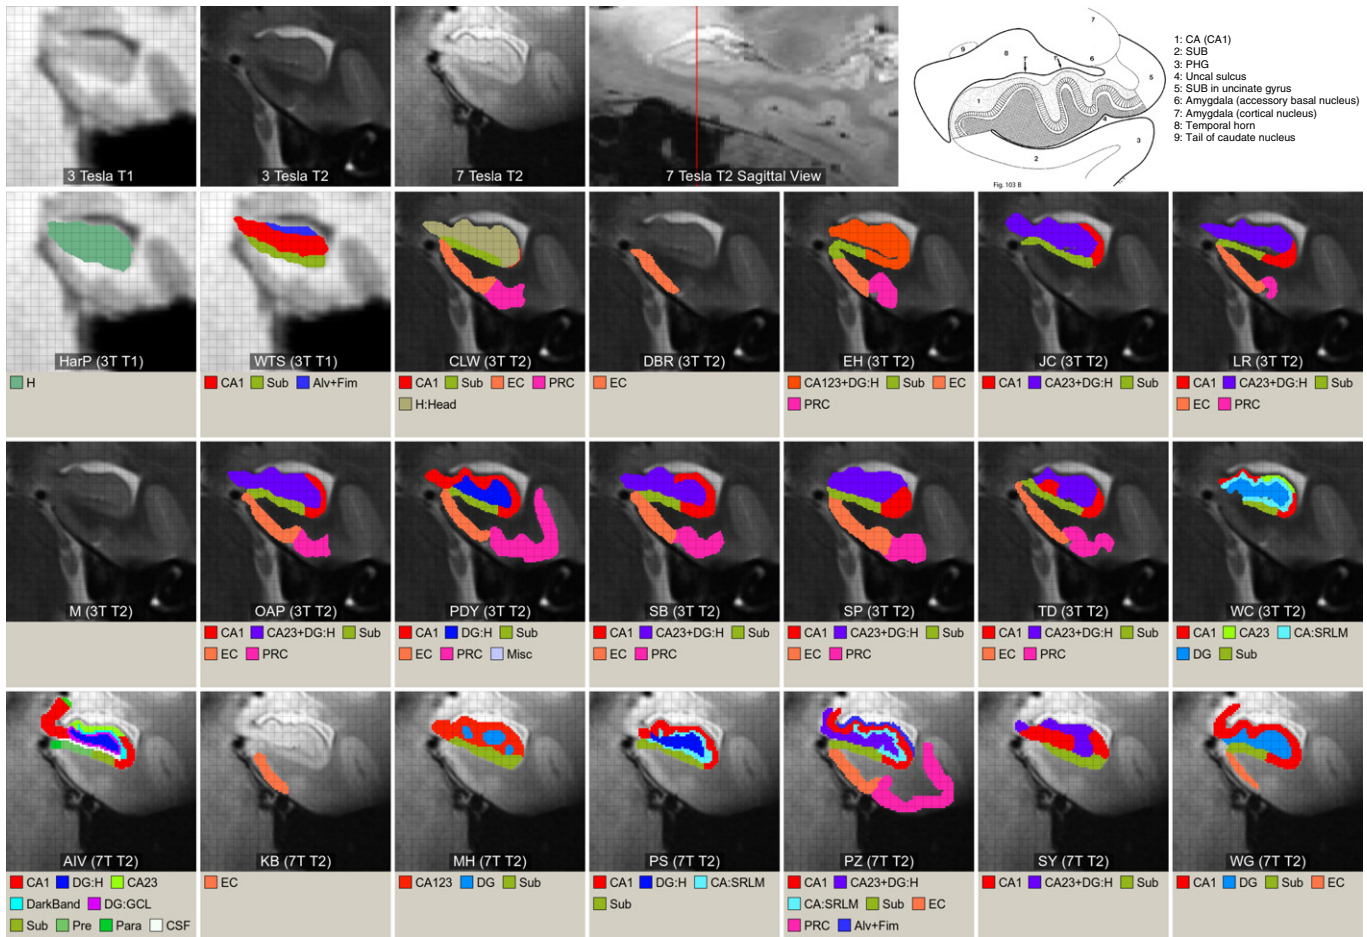 3 Tesla T1
3 Tesla T2
7 Tesla T2
7 Tesla T2 Sagittal View
7
9
8
6
5
T
T
1
4
3
2
Fig. 103 B
1: CA (CA1)
2: SUB
3: PHG
4: Uncal sulcus
5: SUB in uncinate gyrus
6: Amygdala (accessory basal nucleus)
7: Amygdala (cortical nucleus)
8: Temporal horn
9: Tail of caudate nucleus
HarP (3T T1)
H
WTS (3T T1)
CA1 Sub Alv+Fim
CLW (3T T2)
CA1 Sub EC PRC
H:Head
DBR (3T T2)
EC
EH (3T T2)
CA123+DG:H Sub EC
PRC
JC (3T T2)
CA1 CA23+DG:H Sub
LR (3T T2)
CA1 CA23+DG:H Sub
EC PRC
M (3T T2)
OAP (3T T2)
CA1 CA23+DG:H Sub
EC PRC
PDY (3T T2)
CA1 DG:H Sub
EC PRC Misc
SB (3T T2)
CA1 CA23+DG:H Sub
EC PRC
SP (3T T2)
CA1 CA23+DG:H Sub
EC PRC
TD (3T T2)
CA1 CA23+DG:H Sub
EC PRC
WC (3T T2)
CA1 CA23 CA:SRLM
DG Sub
AIV (7T T2)
CA1 DG:H CA23
DarkBand DG:GCL
Sub Pre Para CSF
KB (7T T2)
EC
MH (7T T2)
CA123 DG Sub
PS (7T T2)
CA1 DG:H CA:SRLM
Sub
PZ (7T T2)
CA1 CA23+DG:H
CA:SRLM Sub EC
PRC Alv+Fim
SY (7T T2)
CA1 CA23+DG:H Sub
WG (7T T2)
CA1 DG Sub EC